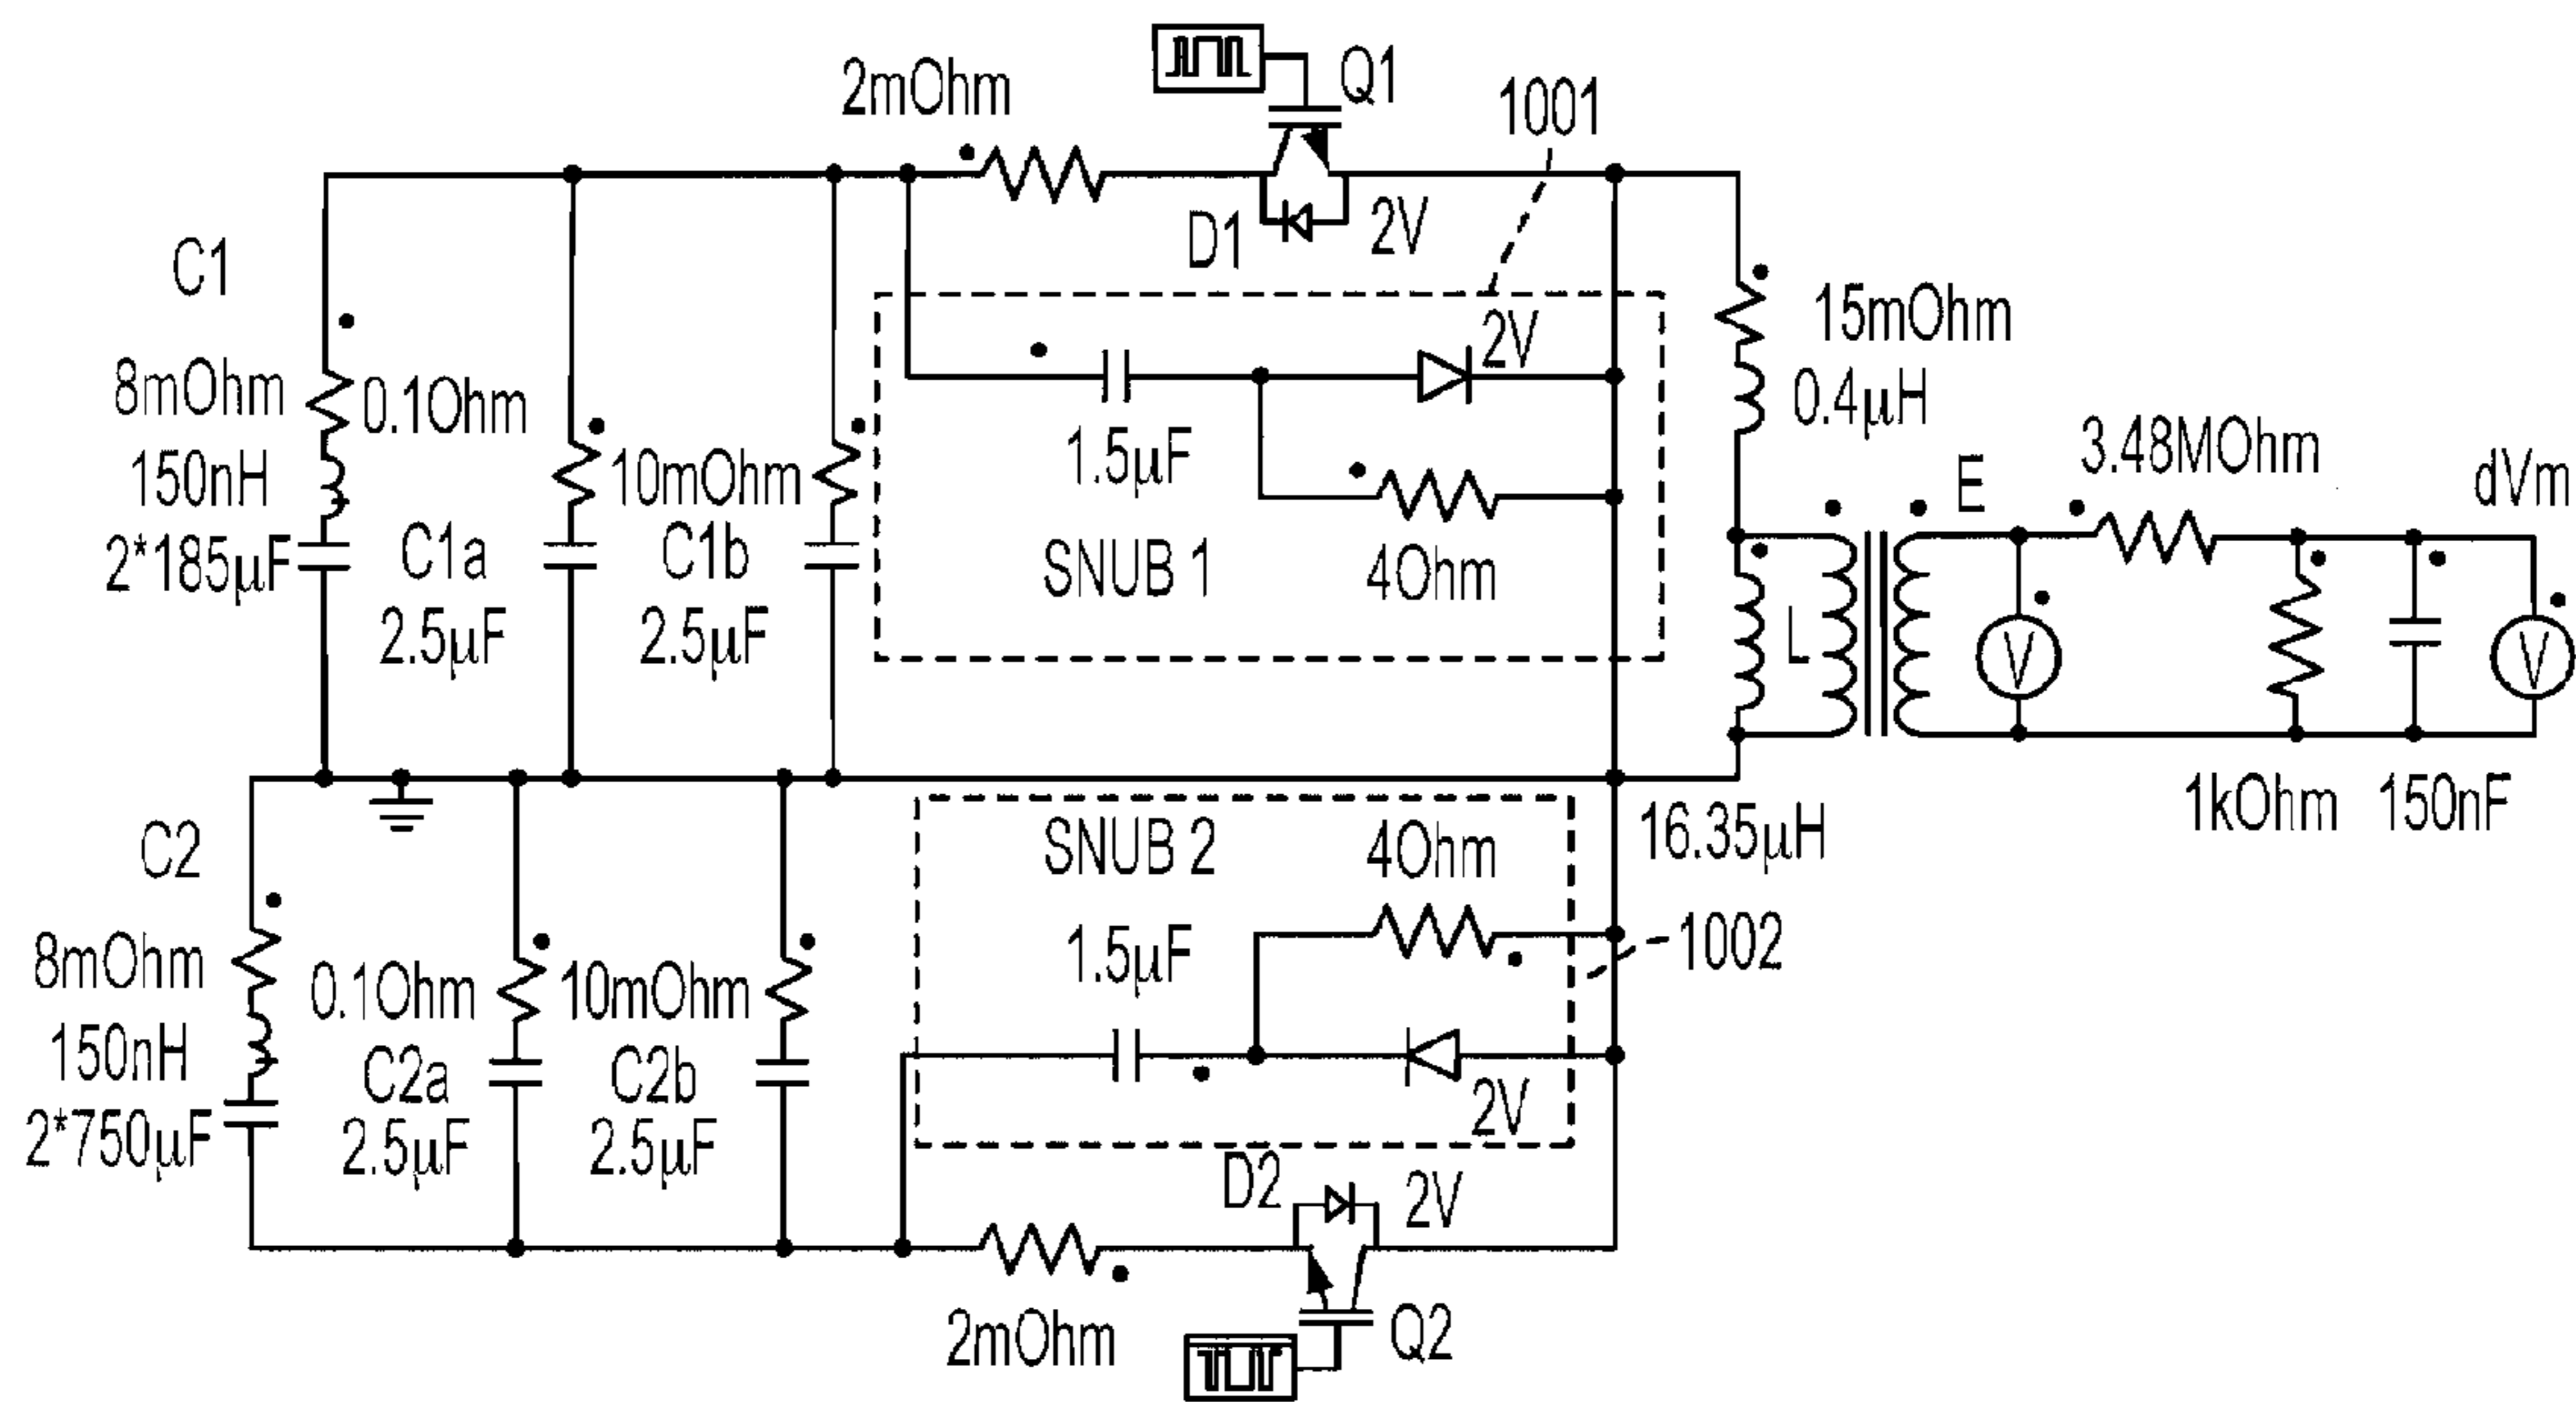 2mOhm
Q1
1001
D1
2V
C1
8mOhm
0.1Ohm
150nH
10mOhm
2*185µF
C1a
C1b
2.5µF
2.5µF
2V
1.5µF
SNUB 1
4Ohm
15mOhm
0.4µH
L
E
3.48MOhm
dVm
V
V
1kOhm
150nF
16.35µH
C2
8mOhm
0.1Ohm
10mOhm
150nH
C2a
C2b
2*750µF
2.5µF
2.5µF
SNUB 2
4Ohm
1.5µF
1002
2V
D2
2V
2mOhm
Q2